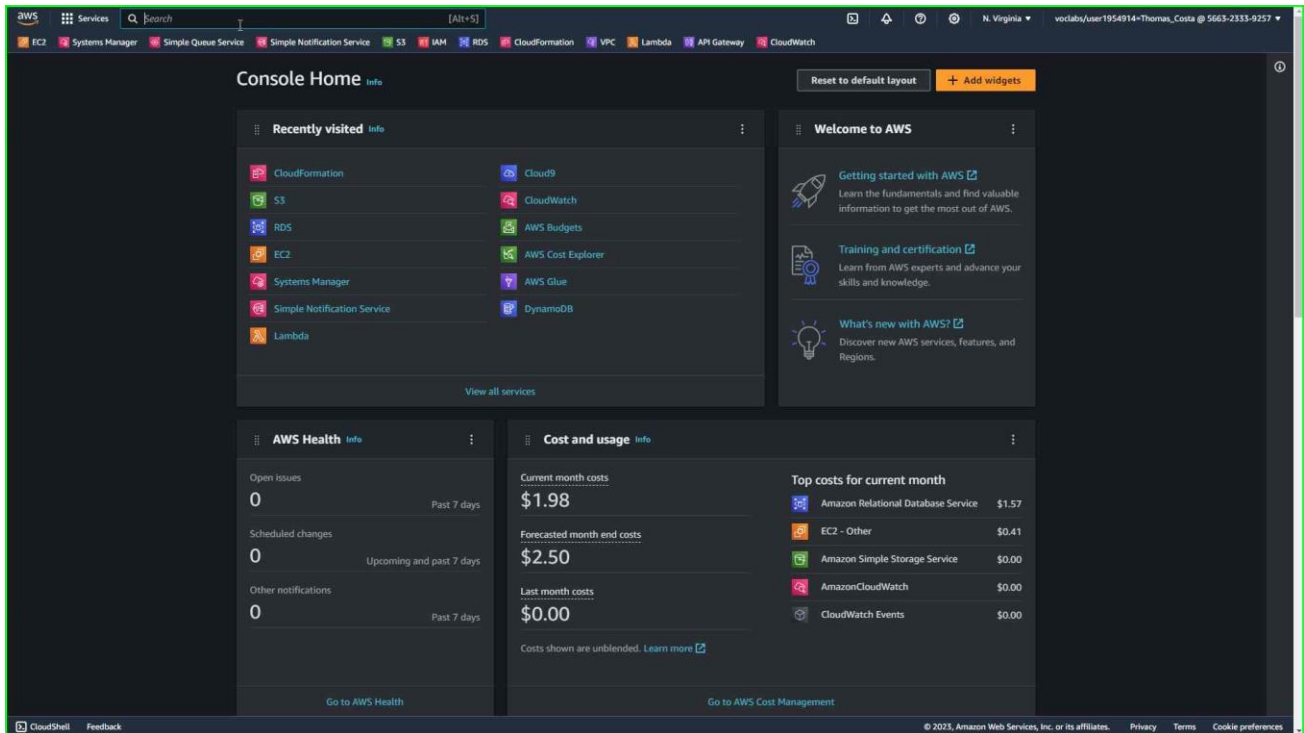 aws Services Search [Alt+S] N. Virginia voclabs/user1954914=Thomas_Costa @ 5663-2333-9257
EC2 Systems Manager Simple Queue Service Simple Notification Service S3 IAM RDS CloudFormation VPC Lambda API Gateway CloudWatch
Console Home Info
Reset to default layout + Add widgets
Recently visited Info
CloudFormation
S3
RDS
EC2
Systems Manager
Simple Notification Service
Lambda
Cloud9
CloudWatch
AWS Budgets
AWS Cost Explorer
AWS Glue
DynamoDB
View all services
Welcome to AWS
Getting started with AWS
Learn the fundamentals and find valuable
information to get the most out of AWS.
Training and certification
Learn from AWS experts and advance your
skills and knowledge.
What's new with AWS?
Discover new AWS services, features, and
Regions.
AWS Health Info
Open issues
0 Past 7 days
Scheduled changes
0 Upcoming and past 7 days
Other notifications
0 Past 7 days
Go to AWS Health
Cost and usage Info
Current month costs
$1.98
Forecasted month end costs
$2.50
Last month costs
$0.00
Costs shown are unblended. Learn more
Top costs for current month
Amazon Relational Database Service $1.57
EC2 - Other $0.41
Amazon Simple Storage Service $0.00
AmazonCloudWatch $0.00
CloudWatch Events $0.00
Go to AWS Cost Management
CloudShell Feedback © 2023, Amazon Web Services, Inc. or its affiliates. Privacy Terms Cookie preferences